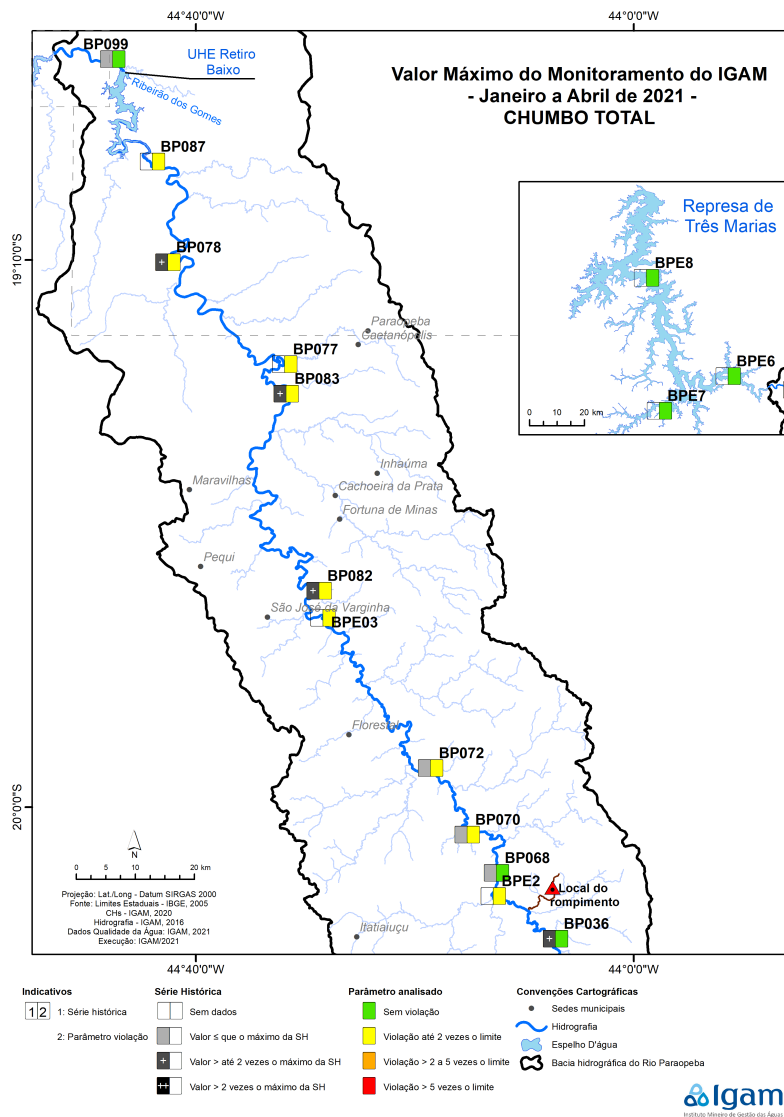 44°40'0"W
44°0'0"W
BP099
UHE Retiro
Baixo
Ribeirão dos Gomes
Valor Máximo do Monitoramento do IGAM
- Janeiro a Abril de 2021 -
CHUMBO TOTAL
BP087
Represa de
Três Marias
BP078
19°10'0"S
BPE8
Paraopeba
Caetanópolis
BP077
BP083
BPE6
BPE7
0 10 20 km
Inhaúma
Maravilhas
Cachoeira da Prata
Fortuna de Minas
Pequi
BP082
São José da Varginha
BPE03
Florestal
BP072
20°0'0"S
BP070
N
BP068
0 5 10 20 km
BPE2
Local do
rompimento
Projeção: Lat./Long - Datum SIRGAS 2000
Fonte: Limites Estaduais - IBGE, 2005
CHs - IGAM, 2020
Hidrografia - IGAM, 2016
Dados Qualidade da Água: IGAM, 2021
Execução: IGAM/2021
BP036
Itatiaiuçu
44°40'0"W
44°0'0"W
Indicativos
1 2
1: Série histórica
2: Parâmetro violação
Série Histórica
Sem dados
Valor ≤ que o máximo da SH
+ Valor > até 2 vezes o máximo da SH
++ Valor > 2 vezes o máximo da SH
Parâmetro analisado
Sem violação
Violação até 2 vezes o limite
Violação > 2 a 5 vezes o limite
Violação > 5 vezes o limite
Convenções Cartográficas
Sedes municipais
Hidrografia
Espelho D'água
Bacia hidrográfica do Rio Paraopeba
Igam
Instituto Mineiro de Gestão das Águas